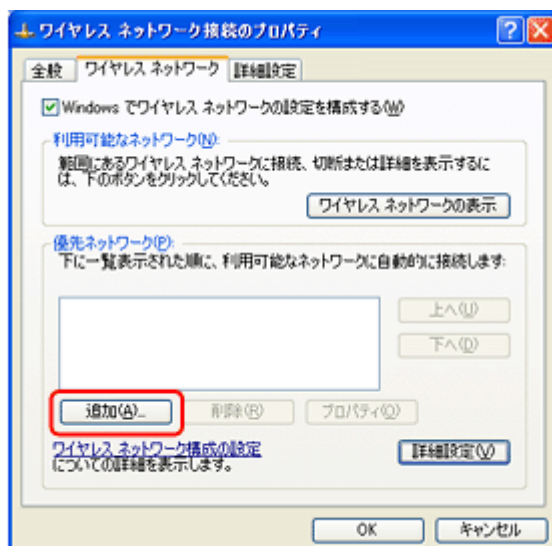 ワイヤレス ネットワーク接続のプロパティ
全般 ワイヤレス ネットワーク 詳細設定
Windows でワイヤレス ネットワークの設定を構成する(W)
利用可能なネットワーク(N):
範囲にあるワイヤレス ネットワークに接続、切断または詳細を表示するに
は、下のボタンをクリックしてください。
ワイヤレス ネットワークの表示
優先ネットワーク(P):
下に一覧表示された順に、利用可能なネットワークに自動的に接続します:
上へ(U)
下へ(D)
追加(A)... 削除(R) プロパティ(O)
ワイヤレス ネットワーク構成の設定
についての詳細を表示します。
詳細設定(V)
OK キャンセル